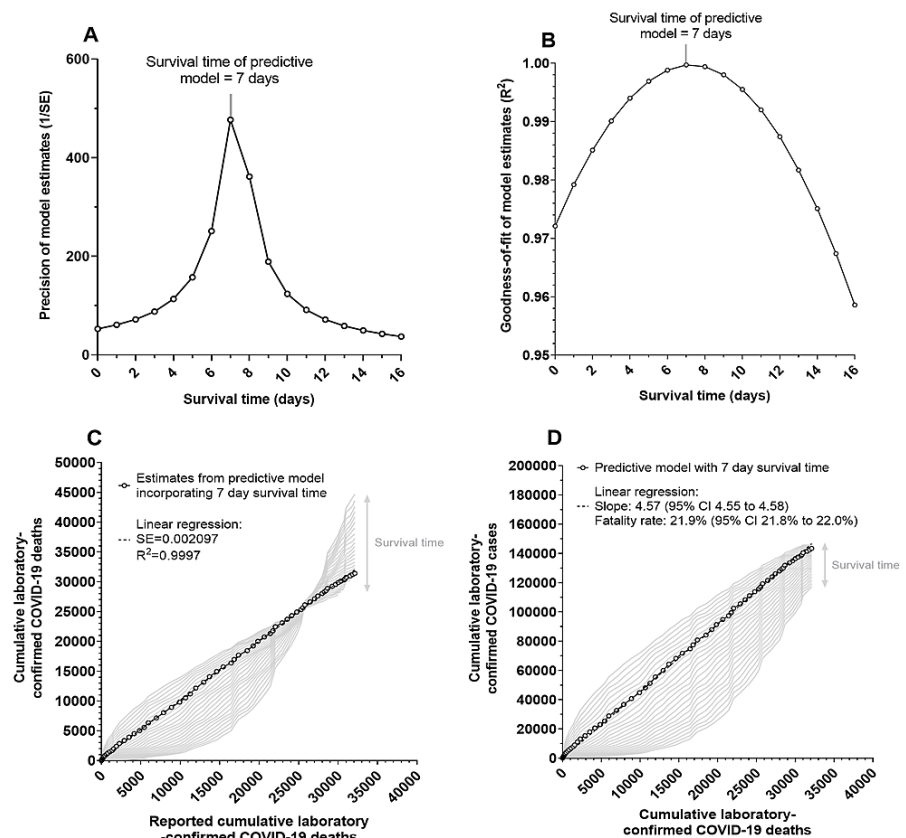 A
Survival time of predictive
model = 7 days
Precision of model estimates (1/SE)
600
400
200
0
0
2
4
6
8
10
12
14
16
Survival time (days)
B
Survival time of predictive
model = 7 days
Goodness-of-fit of model estimates (R²)
1.00
0.99
0.98
0.97
0.96
0.95
0
2
4
6
8
10
12
14
16
Survival time (days)
C
Cumulative laboratory-
confirmed COVID-19 deaths
50000
45000
40000
35000
30000
25000
20000
15000
10000
5000
0
Estimates from predictive model
incorporating 7 day survival time
Linear regression:
SE=0.002097
R²=0.9997
Survival time
0
5000
10000
15000
20000
25000
30000
35000
40000
Reported cumulative laboratory
-confirmed COVID-19 deaths
D
Cumulative laboratory-
confirmed COVID-19 cases
200000
180000
160000
140000
120000
100000
80000
60000
40000
20000
0
Predictive model with 7 day survival time
Linear regression:
Slope: 4.57 (95% CI 4.55 to 4.58)
Fatality rate: 21.9% (95% CI 21.8% to 22.0%)
Survival time
0
5000
10000
15000
20000
25000
30000
35000
40000
Cumulative laboratory-
confirmed COVID-19 deaths